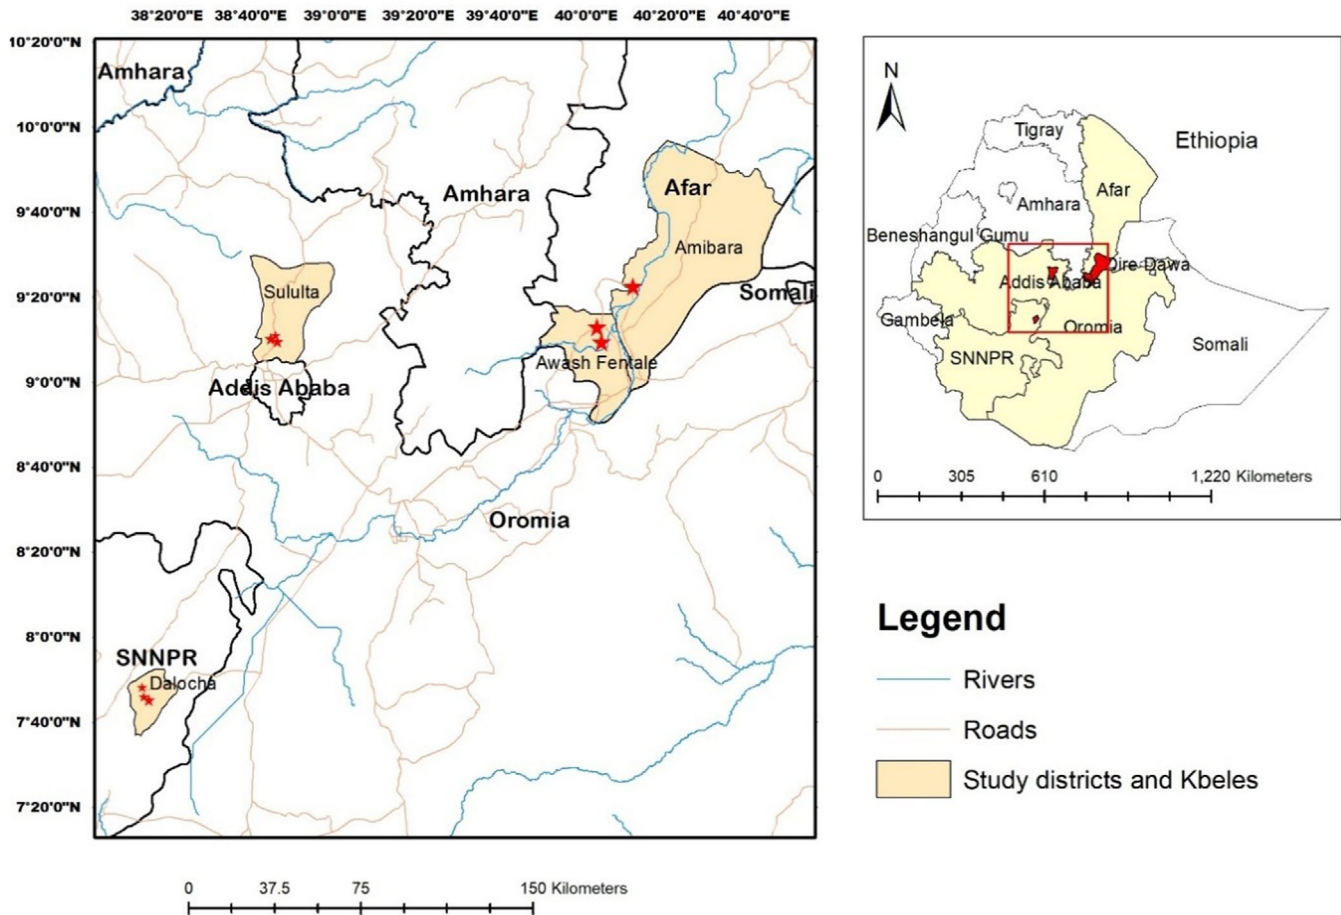 38°20'0"E 38°40'0"E 39°0'0"E 39°20'0"E 39°40'0"E 40°0'0"E 40°20'0"E 40°40'0"E
10°20'0"N
10°0'0"N
9°40'0"N
9°20'0"N
9°0'0"N
8°40'0"N
8°20'0"N
8°0'0"N
7°40'0"N
7°20'0"N
Amhara
Amhara
Afar
Amibara
Sululta
Somali
Awash Fentale
Addis Ababa
Oromia
SNNPR
Dalocha
0 37.5 75 150 Kilometers
N
Ethiopia
Tigray
Afar
Amhara
Beneshangul Gumu
Dire Dawa
Addis Ababa
Gambela
Oromia
Somali
SNNPR
0 305 610 1,220 Kilometers
Legend
Rivers
Roads
Study districts and Kbeles